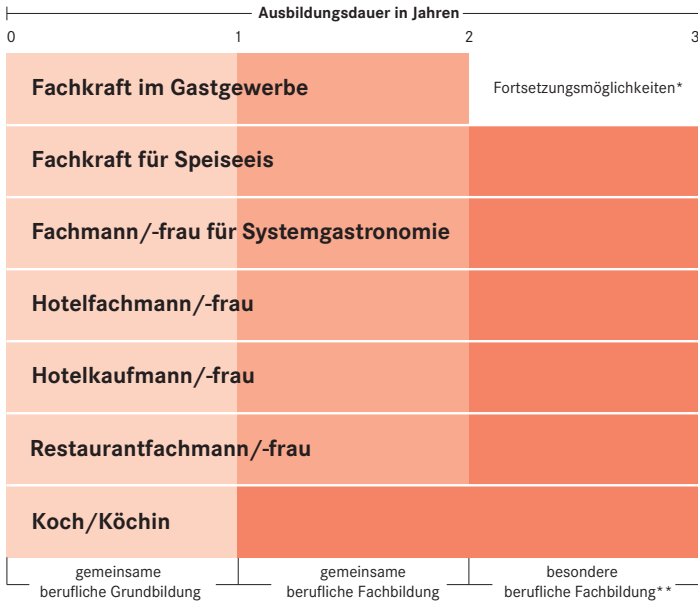 Ausbildungsdauer in Jahren
0 1 2 3
Fachkraft im Gastgewerbe
Fortsetzungsmöglichkeiten*
Fachkraft für Speiseeis
Fachmann/-frau für Systemgastronomie
Hotelfachmann/-frau
Hotelkaufmann/-frau
Restaurantfachmann/-frau
Koch/Köchin
gemeinsame
berufliche Grundbildung
gemeinsame
berufliche Fachbildung
besondere
berufliche Fachbildung**